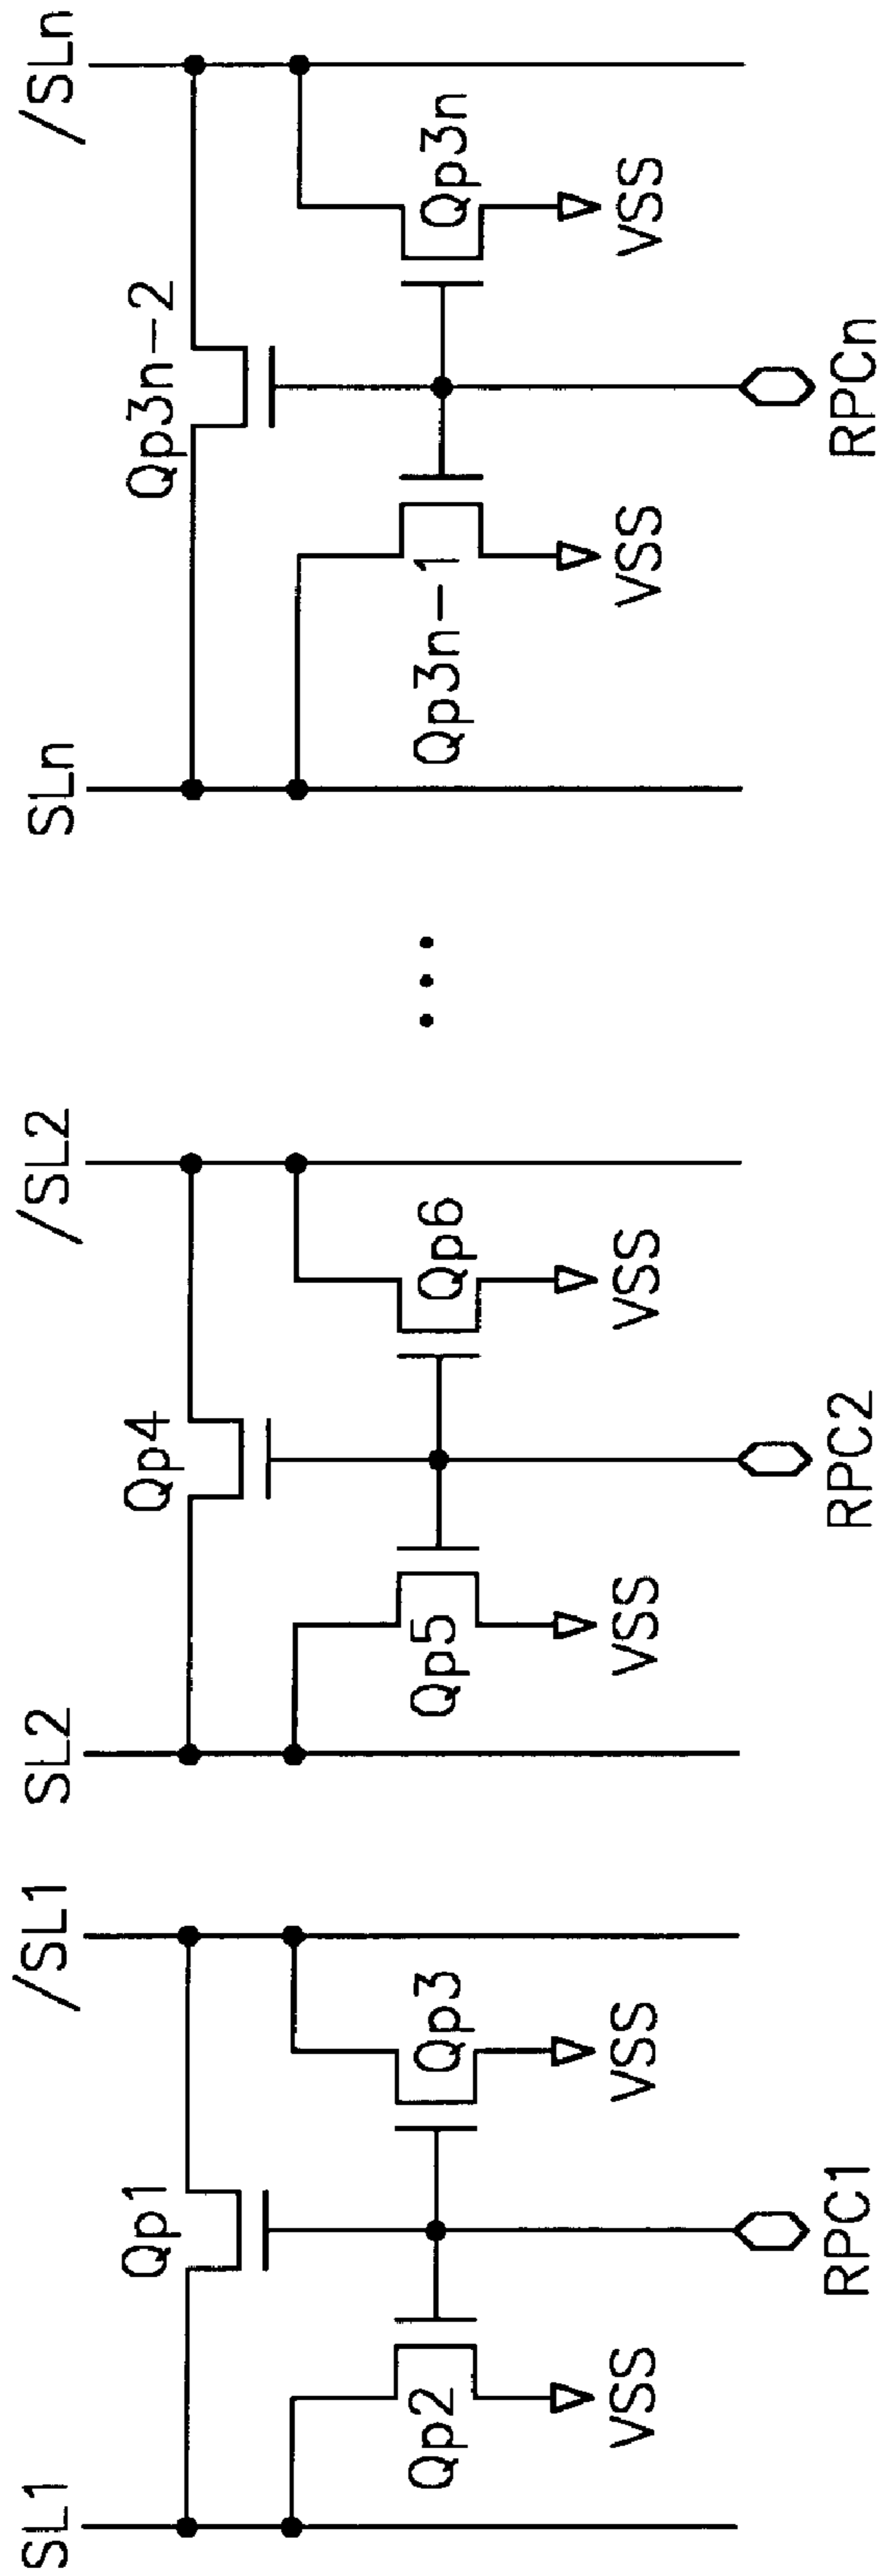 SL1 /SL1 SL2 /SL2 SLn /SLn
Qp1 Qp4 Qp3n-2
Qp2 Qp3 Qp5 Qp6 Qp3n-1 Qp3n
VSS VSS VSS VSS VSS VSS
RPC1 RPC2 RPCn